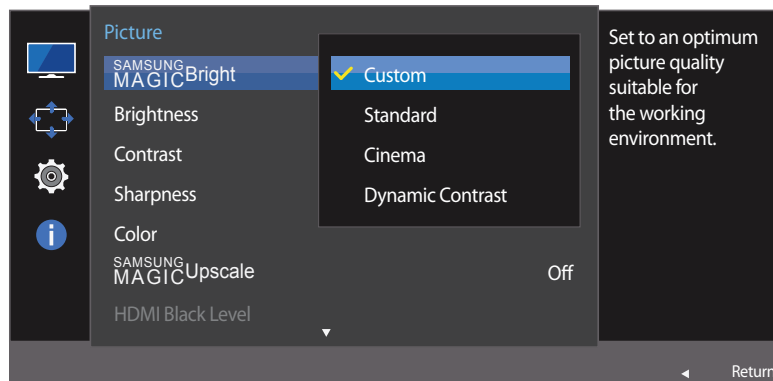 Picture
SAMSUNG
MAGICBright
Custom
Brightness
Standard
Contrast
Cinema
Sharpness
Dynamic Contrast
Color
SAMSUNG
MAGICUpscale
Off
HDMI Black Level
Set to an optimum
picture quality
suitable for
the working
environment.
Return